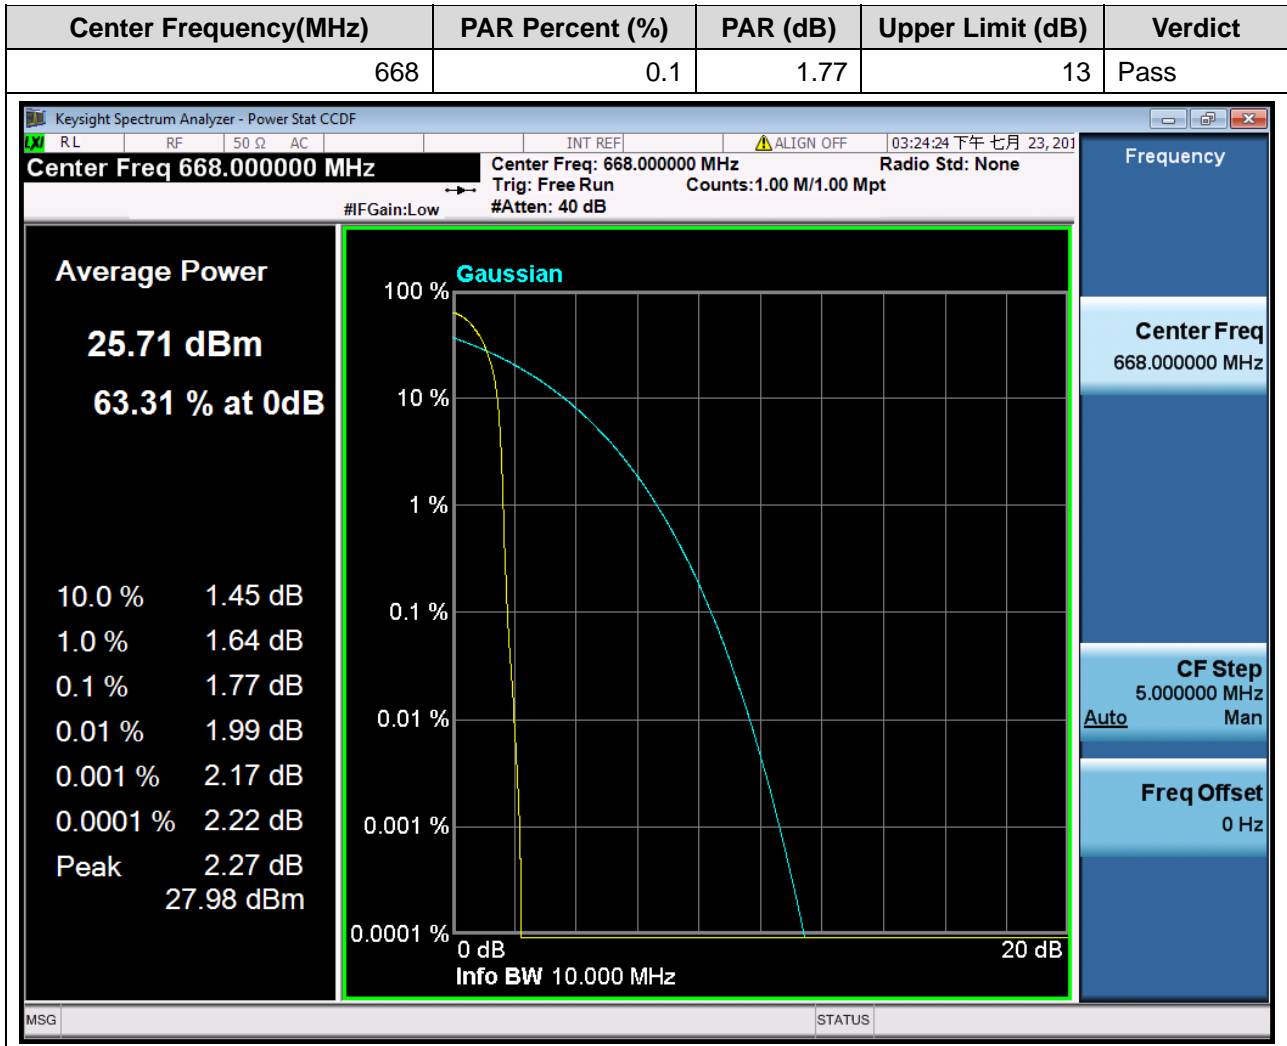 Center Frequency(MHz) PAR Percent (%) PAR (dB) Upper Limit (dB) Verdict
668 0.1 1.77 13 Pass
Keysight Spectrum Analyzer - Power Stat CCDF
LXI RL RF 50 Ω AC INT REF ALIGN OFF 03:24:24 下午 七月 23, 201
Center Freq 668.000000 MHz
Center Freq: 668.000000 MHz Radio Std: None
Trig: Free Run Counts:1.00 M/1.00 Mpt
#IFGain:Low #Atten: 40 dB
Average Power
25.71 dBm
63.31 % at 0dB
10.0 % 1.45 dB
1.0 % 1.64 dB
0.1 % 1.77 dB
0.01 % 1.99 dB
0.001 % 2.17 dB
0.0001 % 2.22 dB
Peak 2.27 dB
27.98 dBm
Gaussian
100 %
10 %
1 %
0.1 %
0.01 %
0.001 %
0.0001 %
0 dB 20 dB
Info BW 10.000 MHz
Frequency
Center Freq
668.000000 MHz
CF Step
5.000000 MHz
Auto Man
Freq Offset
0 Hz
MSG STATUS